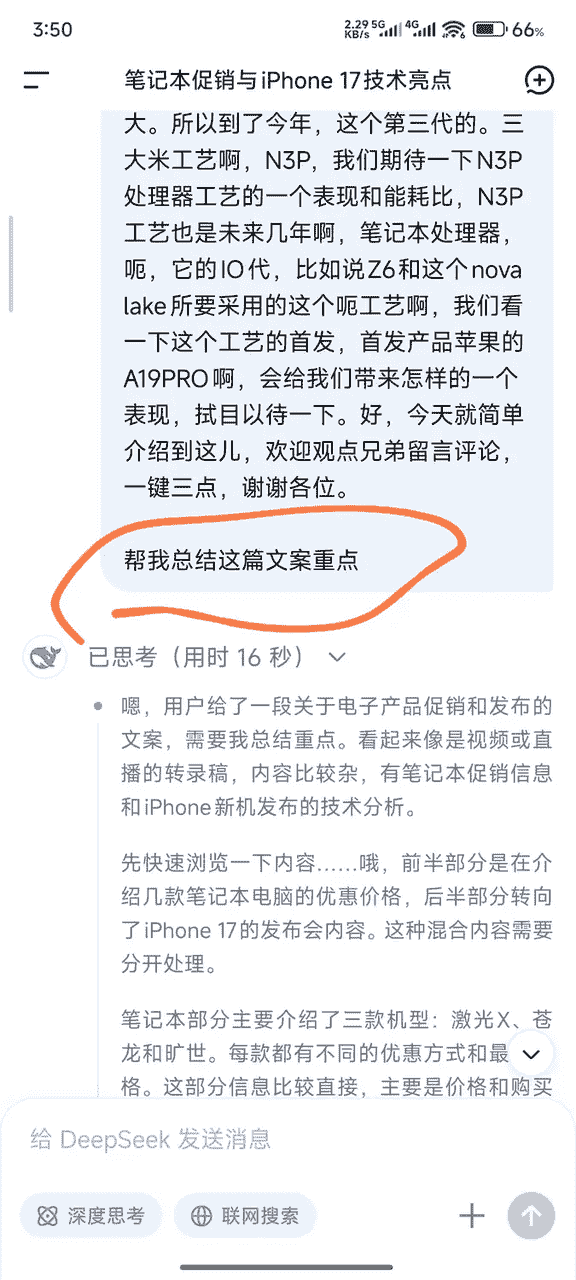 3:50
2.29 KB/s 5G 4G 66%
笔记本促销与iPhone 17技术亮点
大。所以到了今年，这个第三代的。三
大米工艺啊，N3P，我们期待一下N3P
处理器工艺的一个表现和能耗比，N3P
工艺也是未来几年啊，笔记本处理器，
呃，它的IO代，比如说Z6和这个nova
lake所要采用的这个呃工艺啊，我们看
一下这个工艺的首发，首发产品苹果的
A19PRO啊，会给我们带来怎样的一个
表现，拭目以待一下。好，今天就简单
介绍到这儿，欢迎观点兄弟留言评论，
一键三点，谢谢各位。
帮我总结这篇文案重点
已思考（用时 16 秒）
嗯，用户给了一段关于电子产品促销和发布的
文案，需要我总结重点。看起来像是视频或直
播的转录稿，内容比较杂，有笔记本促销信息
和iPhone新机发布的技术分析。
先快速浏览一下内容……哦，前半部分是在介
绍几款笔记本电脑的优惠价格，后半部分转向
了iPhone 17的发布会内容。这种混合内容需要
分开处理。
笔记本部分主要介绍了三款机型：激光X、苍
龙和旷世。每款都有不同的优惠方式和最
格。这部分信息比较直接，主要是价格和购买
给 DeepSeek 发送消息
深度思考
联网搜索